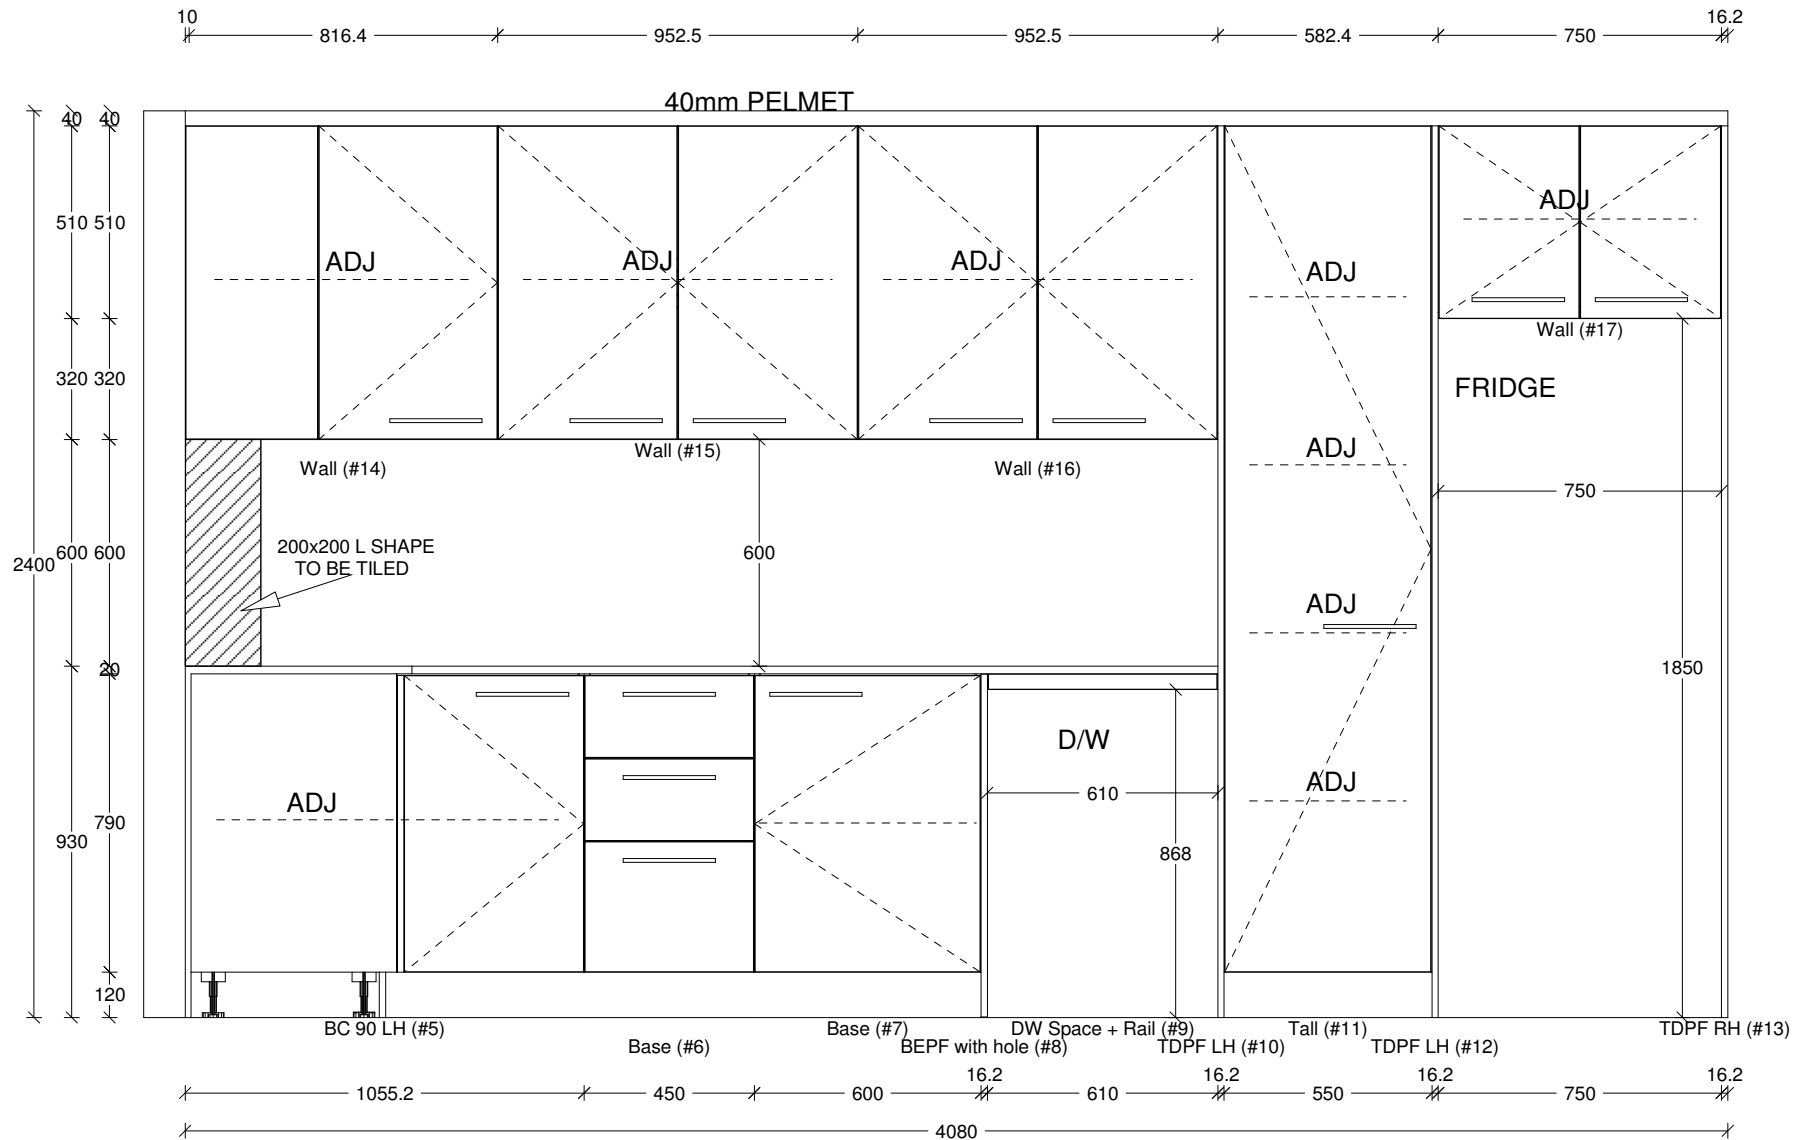 10
16.2
816.4
952.5
952.5
582.4
750
40mm PELMET
40
40
510
510
ADJ
ADJ
ADJ
ADJ
ADJ
Wall (#17)
320
320
FRIDGE
Wall (#14)
Wall (#15)
Wall (#16)
ADJ
750
200x200 L SHAPE
TO BE TILED
2400
600
600
600
ADJ
20
1850
D/W
ADJ
ADJ
610
790
930
868
120
BC 90 LH (#5)
Base (#7)
DW Space + Rail (#9)
Tall (#11)
TDPF RH (#13)
Base (#6)
BEPF with hole (#8)
TDPF LH (#10)
TDPF LH (#12)
16.2
16.2
16.2
16.2
1055.2
450
600
610
550
750
4080